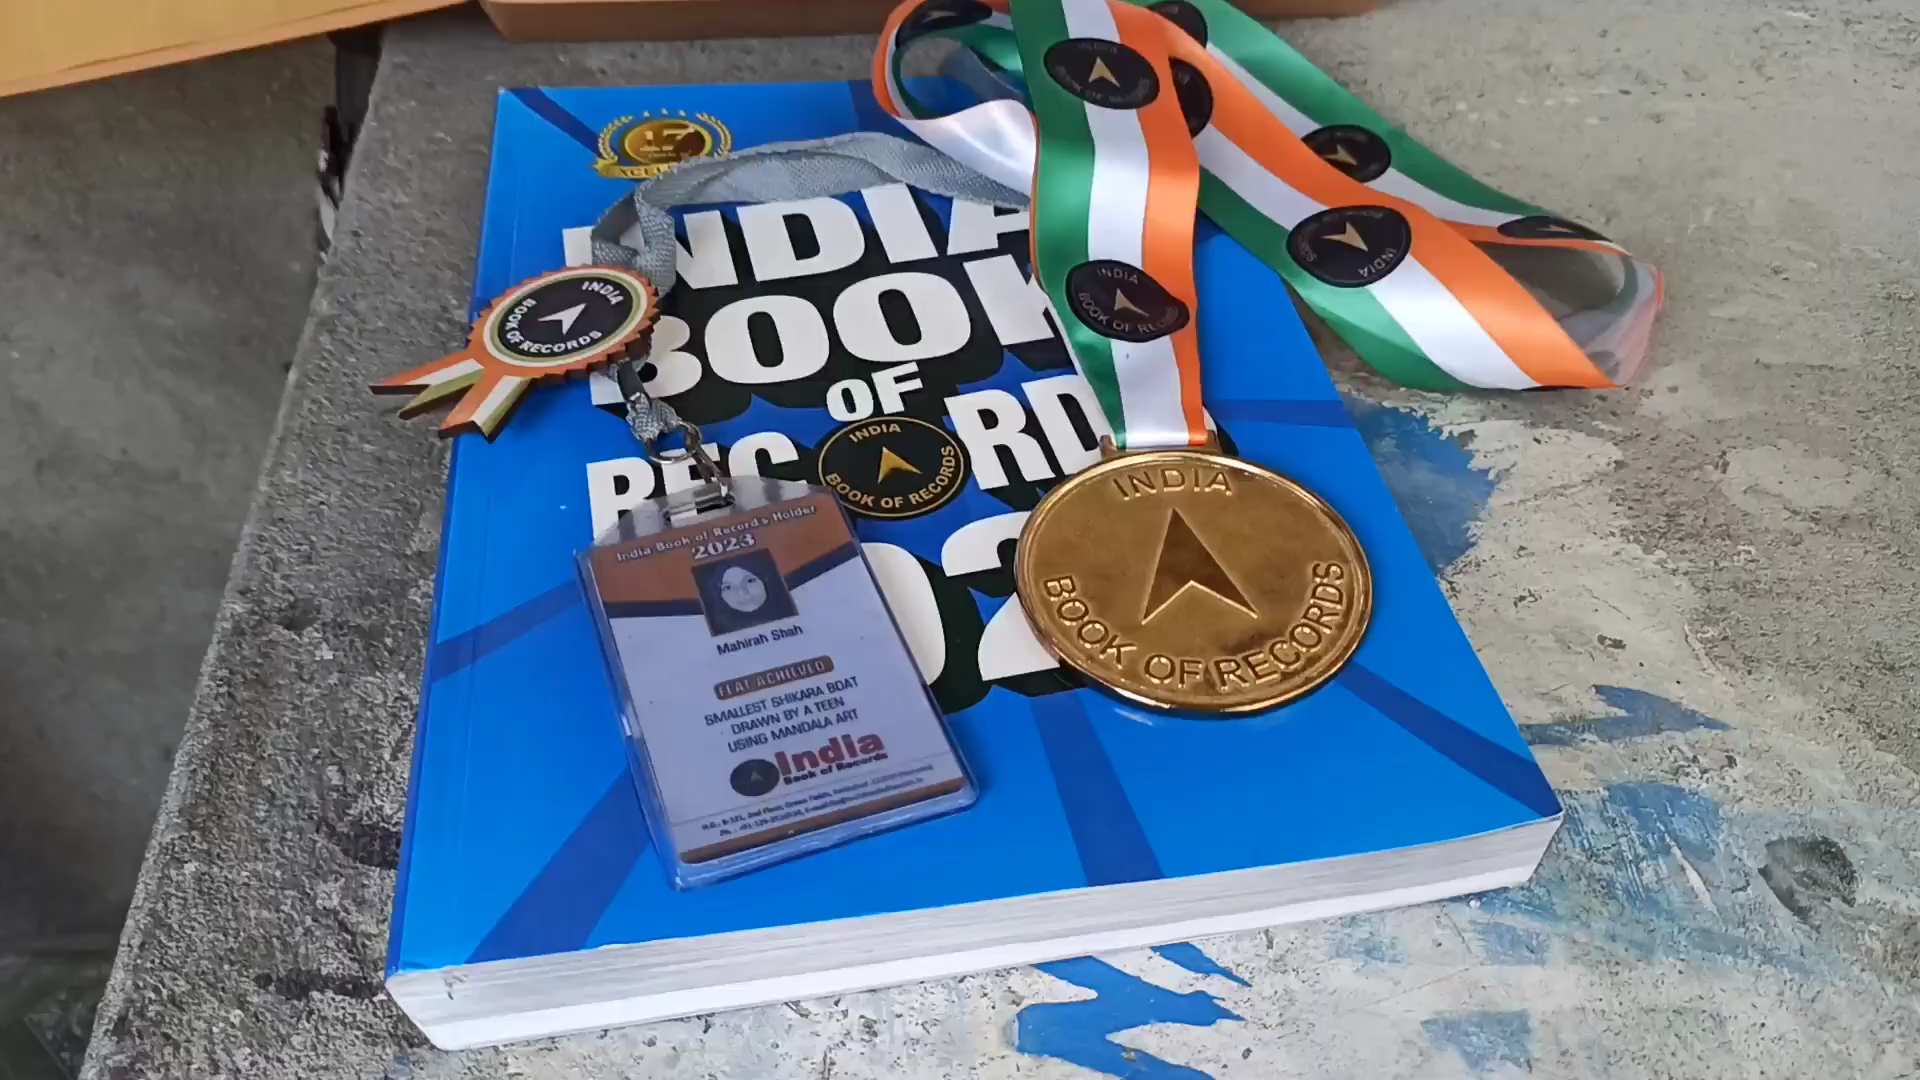 17
INDIA
BOOK
OF
REC RD
INDIA
BOOK OF RECORDS
02
INDIA
BOOK OF RECORDS
India Book of Record's Holder
2023
Mahirah Shah
FEAT ACHIEVED
SMALLEST SHIKARA BOAT
DRAWN BY A TEEN
USING MANDALA ART
India
Book of Records
INDIA
BOOK OF RECORDS
INDIA
BOOK OF RECORDS